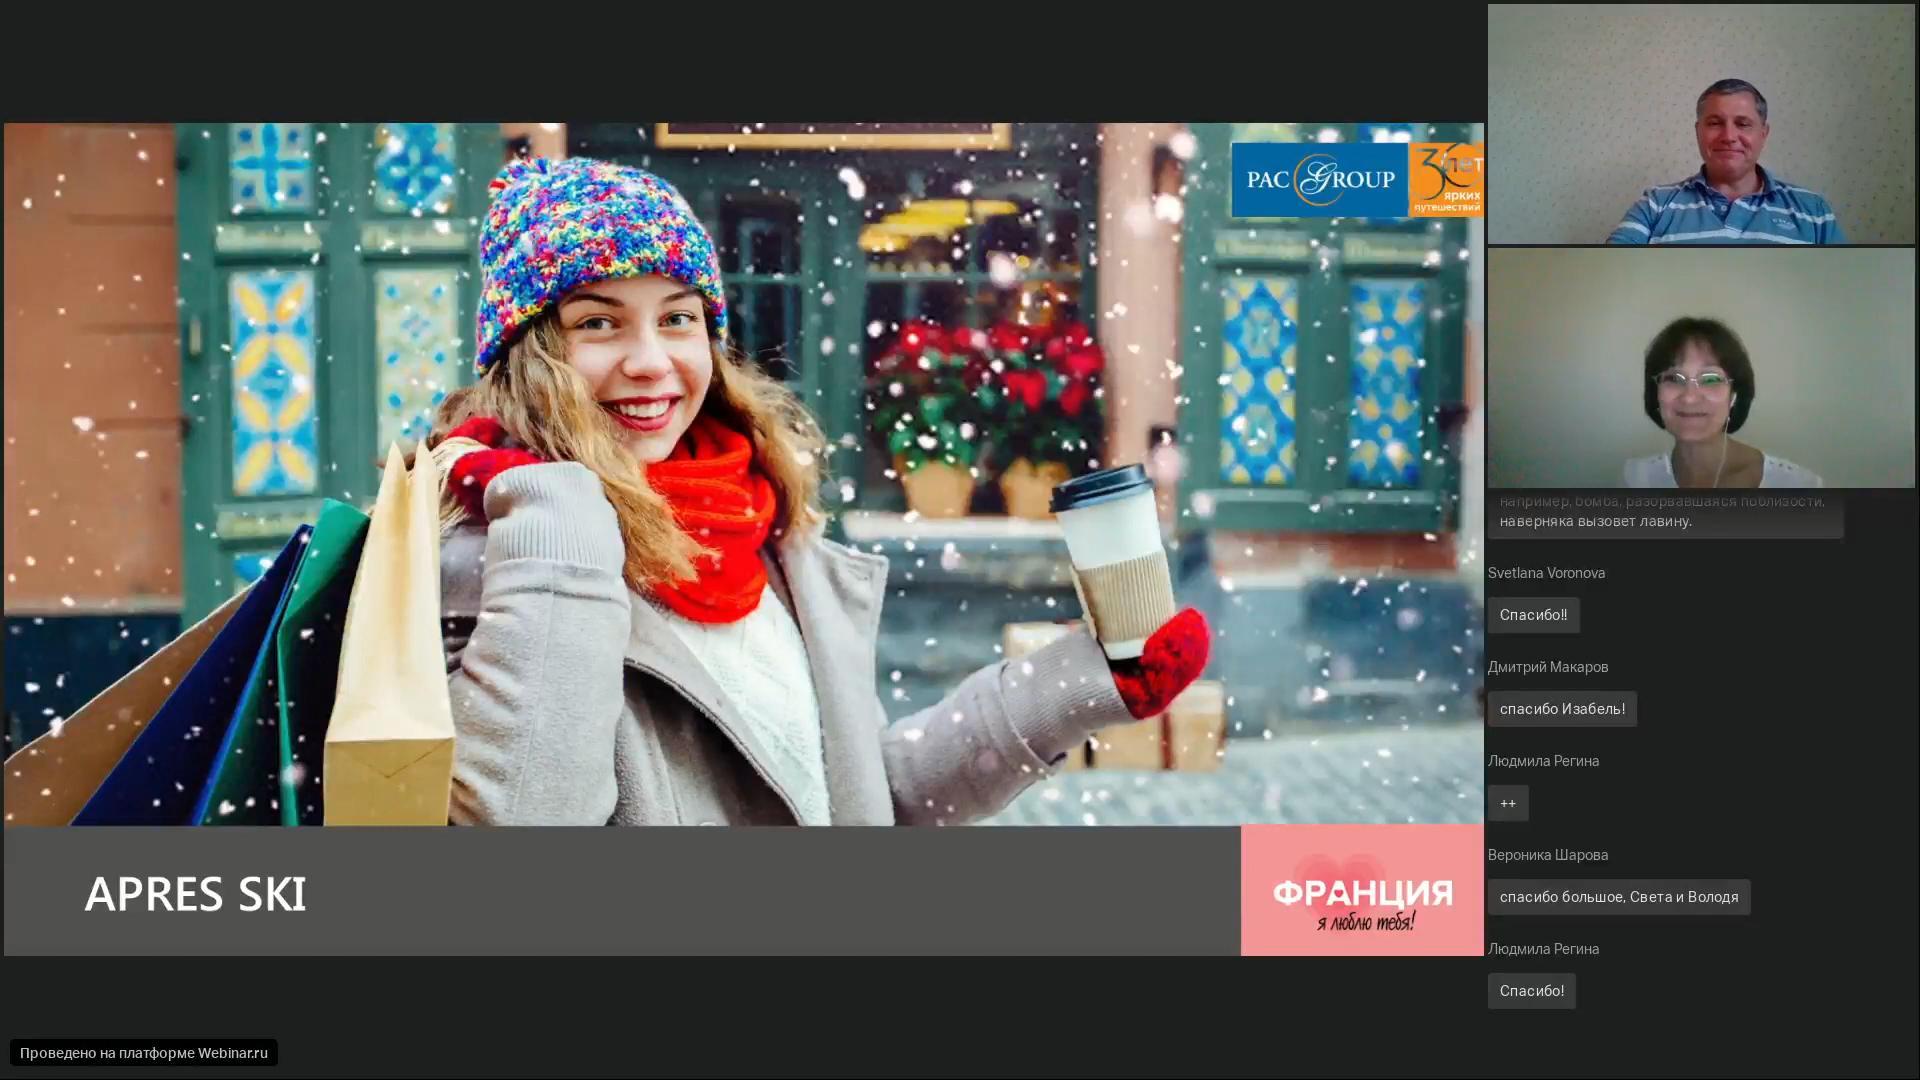 PAC GROUP
30 лет
ярких
путешествий
APRES SKI
ФРАНЦИЯ
я люблю тебя!
например, бомба, разорвавшаяся поблизости,
наверняка вызовет лавину.
Svetlana Voronova
Спасибо!!
Дмитрий Макаров
спасибо Изабель!
Людмила Регина
++
Вероника Шарова
спасибо большое, Света и Володя
Людмила Регина
Спасибо!
Проведено на платформе Webinar.ru